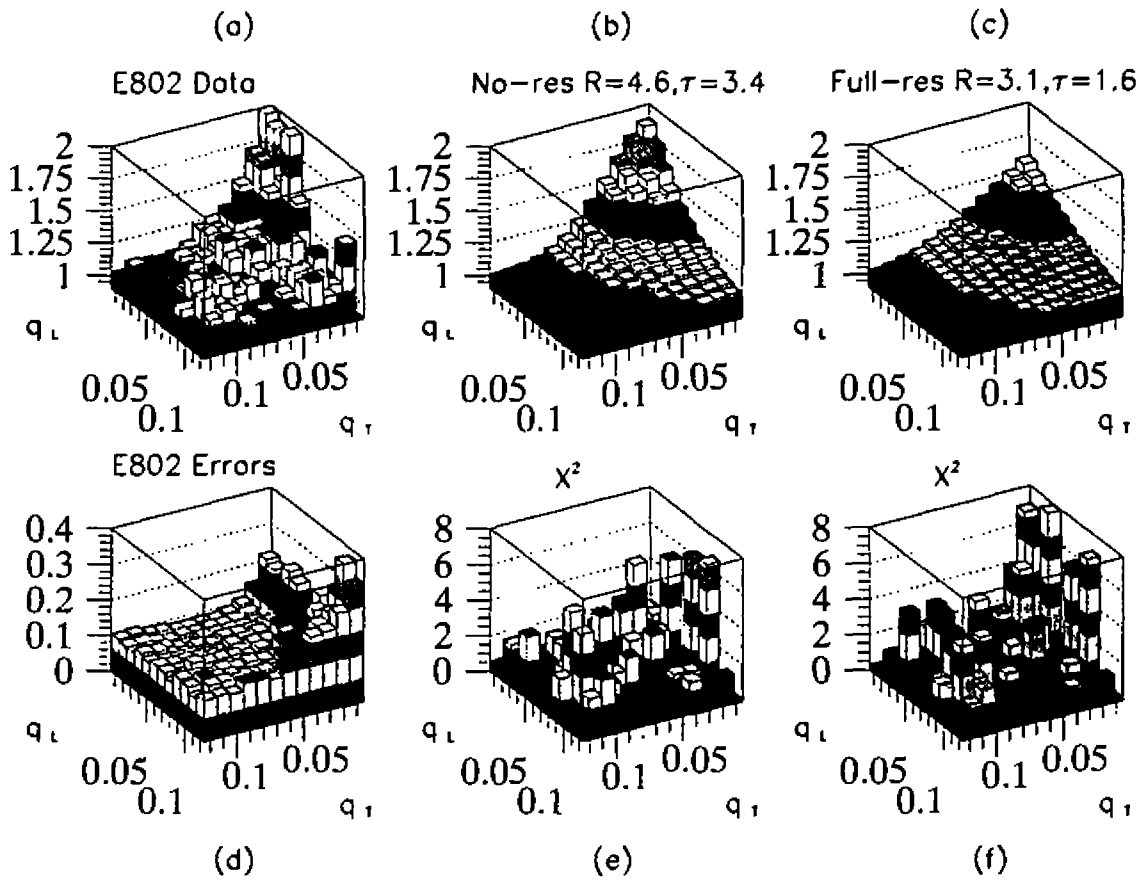 (a) (b) (c)
E802 Data No-res R=4.6,τ=3.4 Full-res R=3.1,τ=1.6
2 2 2
1.75 1.75 1.75
1.5 1.5 1.5
1.25 1.25 1.25
1 1 1
q L q L q L
0.05 0.05 0.05 0.05 0.05 0.05
0.1 0.1 0.1 0.1 0.1 0.1
q T q T q T
E802 Errors X² X²
0.4 8 8
0.3 6 6
0.2 4 4
0.1 2 2
0 0 0
q L q L q L
0.05 0.05 0.05 0.05 0.05 0.05
0.1 0.1 0.1 0.1 0.1 0.1
q T q T q T
(d) (e) (f)